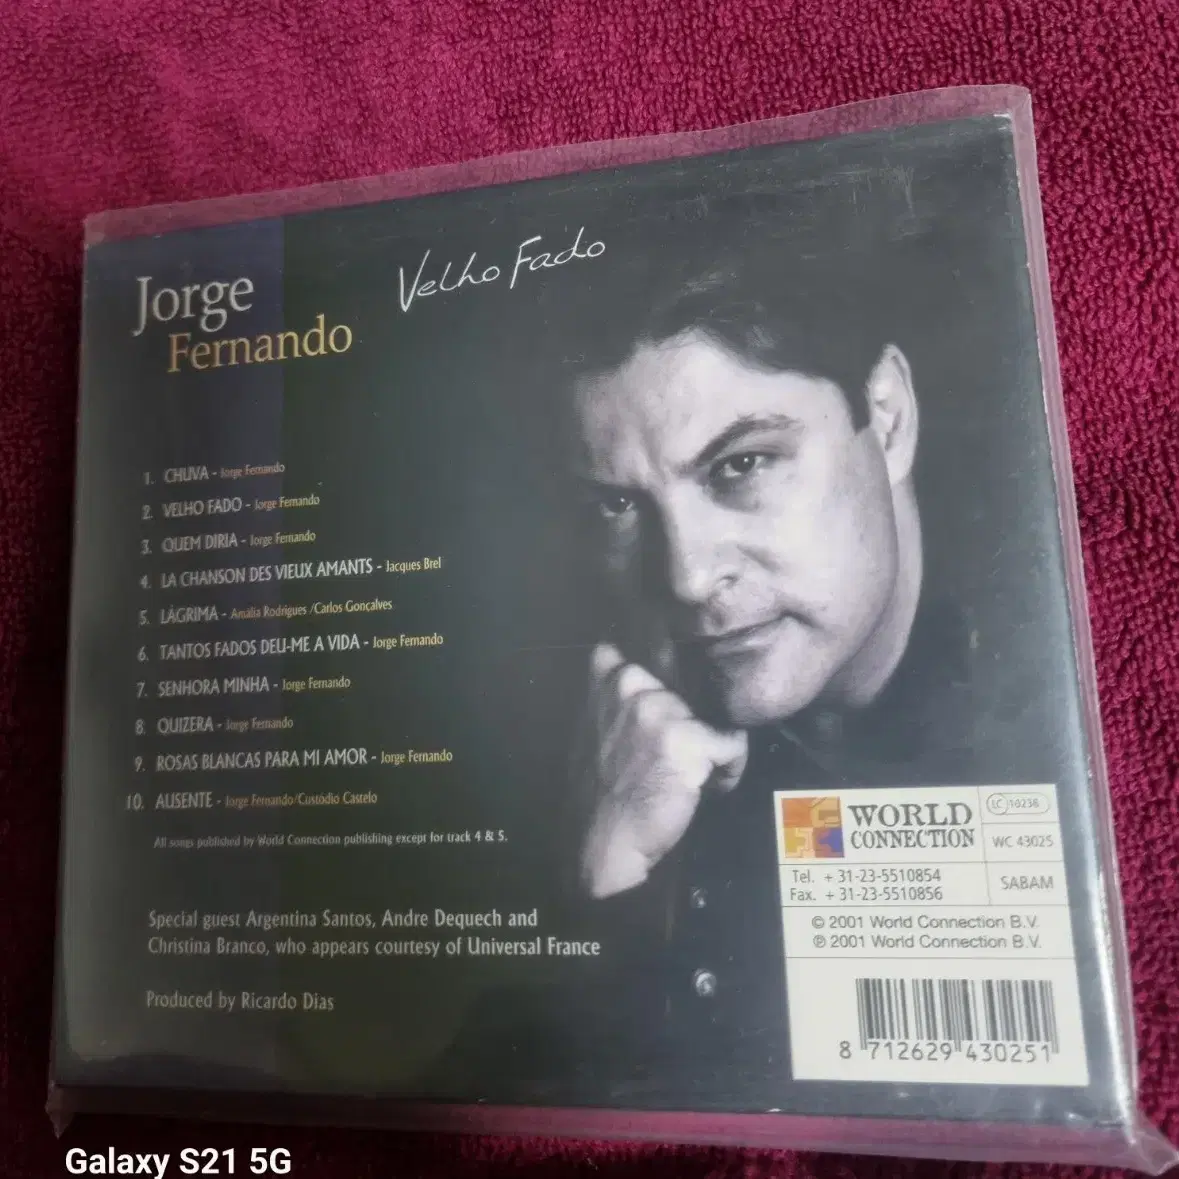 Jorge
Fernando
Velho Fado
1. CHUVA - Jorge Fernando
2. VELHO FADO - Jorge Fernando
3. QUEM DIRIA - Jorge Fernando
4. LA CHANSON DES VIEUX AMANTS - Jacques Brel
5. LÁGRIMA - Amália Rodrigues /Carlos Gonçalves
6. TANTOS FADOS DEU-ME A VIDA - Jorge Fernando
7. SENHORA MINHA - Jorge Fernando
8. QUIZERA - Jorge Fernando
9. ROSAS BLANCAS PARA MI AMOR - Jorge Fernando
10. AUSENTE - Jorge Fernando/Custódio Castelo
All songs published by World Connection publishing except for track 4 & 5.
Special guest Argentina Santos, Andre Dequech and
Christina Branco, who appears courtesy of Universal France
Produced by Ricardo Dias
WORLD
CONNECTION
LC 10236
WC 43025
Tel. + 31-23-5510854
Fax. + 31-23-5510856
SABAM
© 2001 World Connection B.V.
℗ 2001 World Connection B.V.
8 712629 430251
Galaxy S21 5G